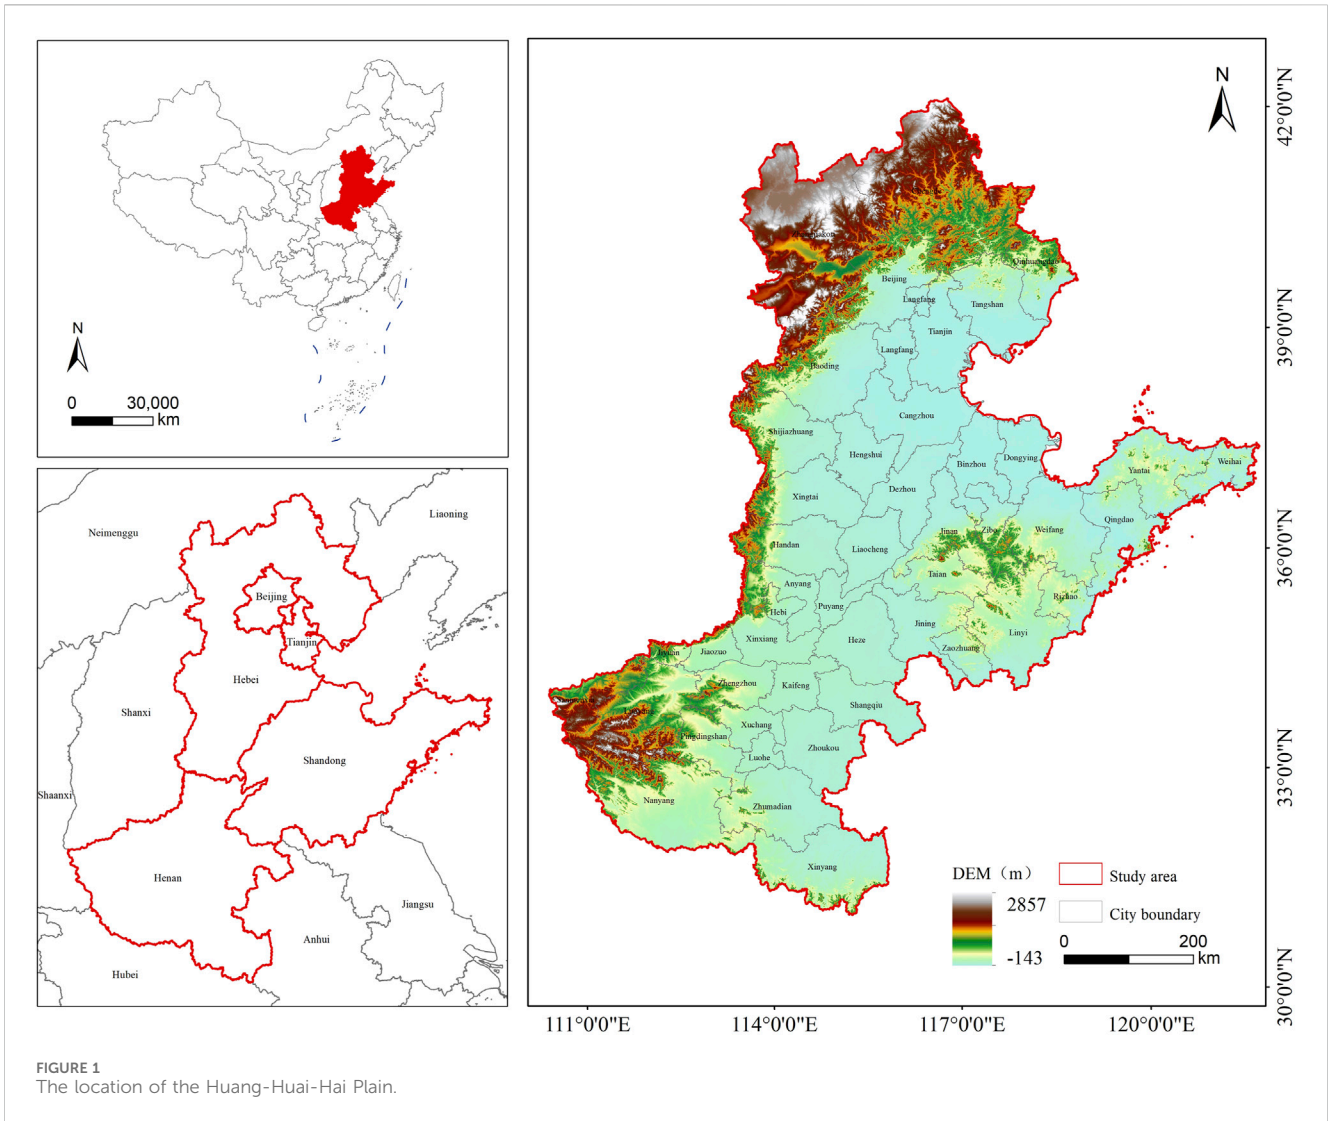 N
0 30,000
km
Neimenggu
Liaoning
Beijing
Tianjin
Hebei
Shanxi
Shandong
Shaanxi
Henan
Jiangsu
Anhui
Hubei
N
42°0'0"N
39°0'0"N
36°0'0"N
33°0'0"N
30°0'0"N
111°0'0"E
114°0'0"E
117°0'0"E
120°0'0"E
Qinhuangdao
Beijing
Langfang
Tangshan
Tianjin
Langfang
Baoding
Cangzhou
Shijiazhuang
Hengshui
Binzhou
Dongying
Yantai
Weihai
Dezhou
Xingtai
Qingdao
Jinan
Zibo
Weifang
Handan
Liaocheng
Taian
Anyang
Rizhao
Hebi
Puyang
Jining
Linyi
Xinxiang
Heze
Zaozhuang
Jiyuan
Jiaozuo
Zhengzhou
Kaifeng
Shangqiu
Xuchang
Pingdingshan
Zhoukou
Luohe
Nanyang
Zhumadian
Xinyang
DEM（m）
2857
-143
Study area
City boundary
0 200
km
FIGURE 1
The location of the Huang-Huai-Hai Plain.